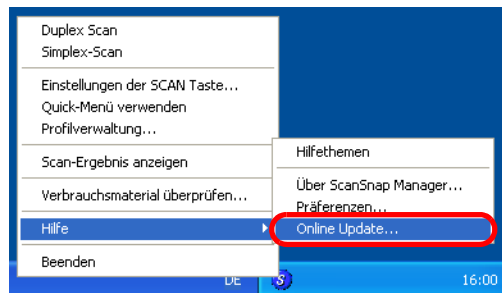 Duplex Scan
Simplex-Scan
Einstellungen der SCAN Taste...
Quick-Menü verwenden
Profilverwaltung...
Scan-Ergebnis anzeigen
Verbrauchsmaterial überprüfen...
Hilfe
Beenden
Hilfethemen
Über ScanSnap Manager...
Präferenzen...
Online Update...
DE
S
16:00